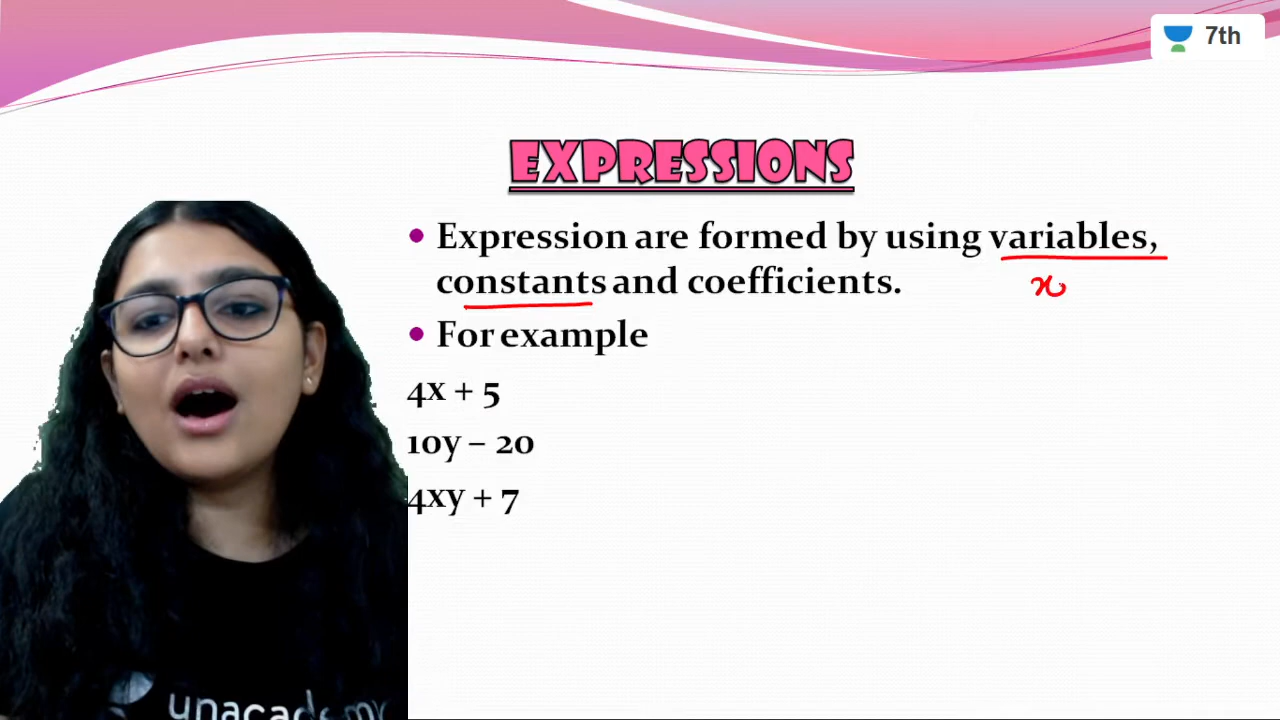 7th
EXPRESSIONS
• Expression are formed by using variables,
constants and coefficients.
x
• For example
4x + 5
10y – 20
4xy + 7
unacademy